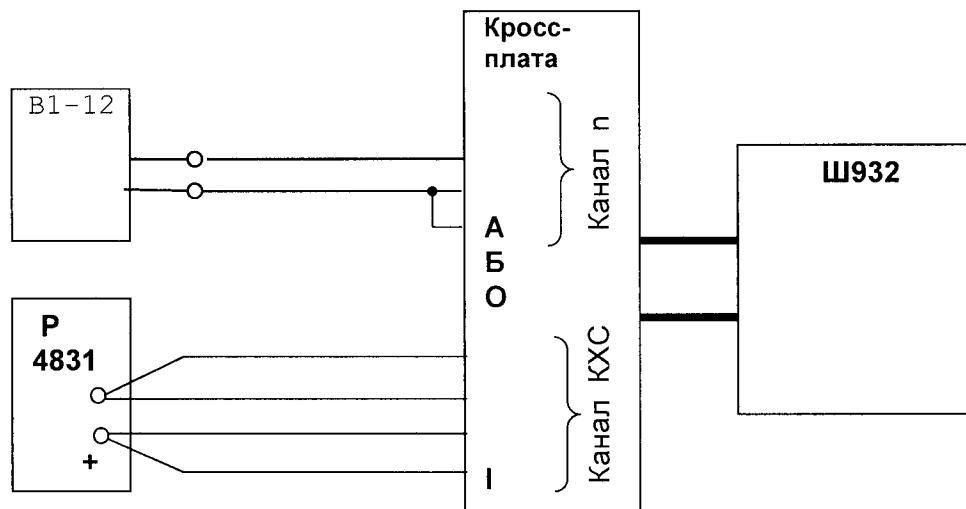 Кросс-
плата
В1-12
Канал n
Ш932
А
Б
О
Р
4831
+
Канал КХС
I